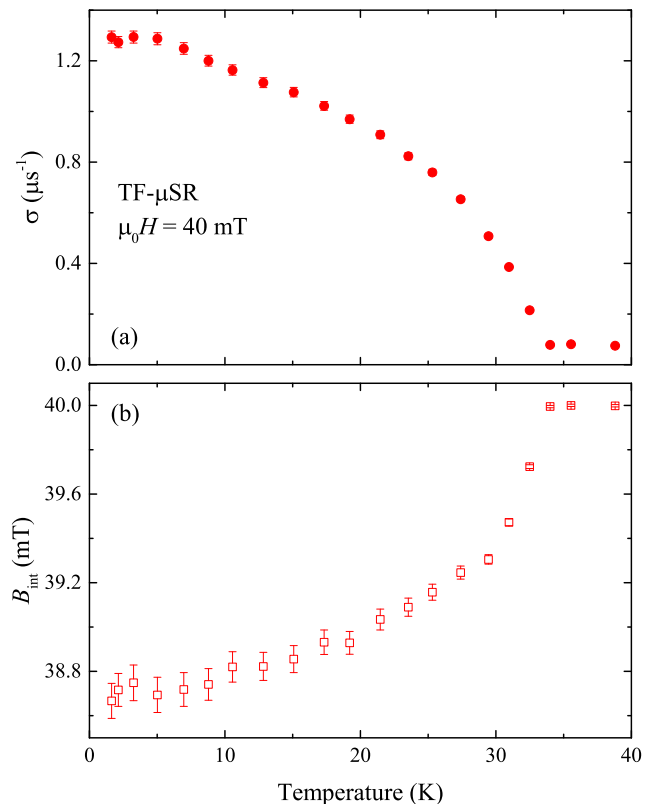 1.2
0.8
0.4
0.0
σ (μs⁻¹)
TF-μSR
μ₀H = 40 mT
(a)
(b)
40.0
39.6
39.2
38.8
B_int (mT)
0 10 20 30 40
Temperature (K)